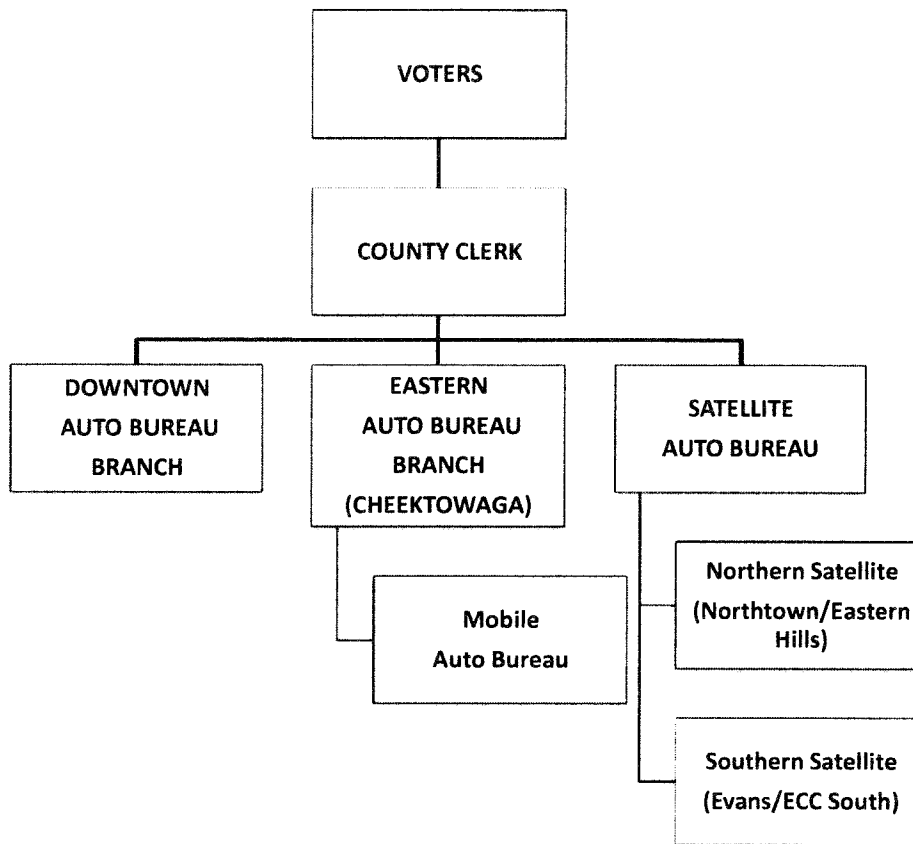 VOTERS
COUNTY CLERK
DOWNTOWN
AUTO BUREAU
BRANCH
EASTERN
AUTO BUREAU
BRANCH
(CHEEKTOWAGA)
SATELLITE
AUTO BUREAU
Mobile
Auto Bureau
Northern Satellite
(Northtown/Eastern
Hills)
Southern Satellite
(Evans/ECC South)